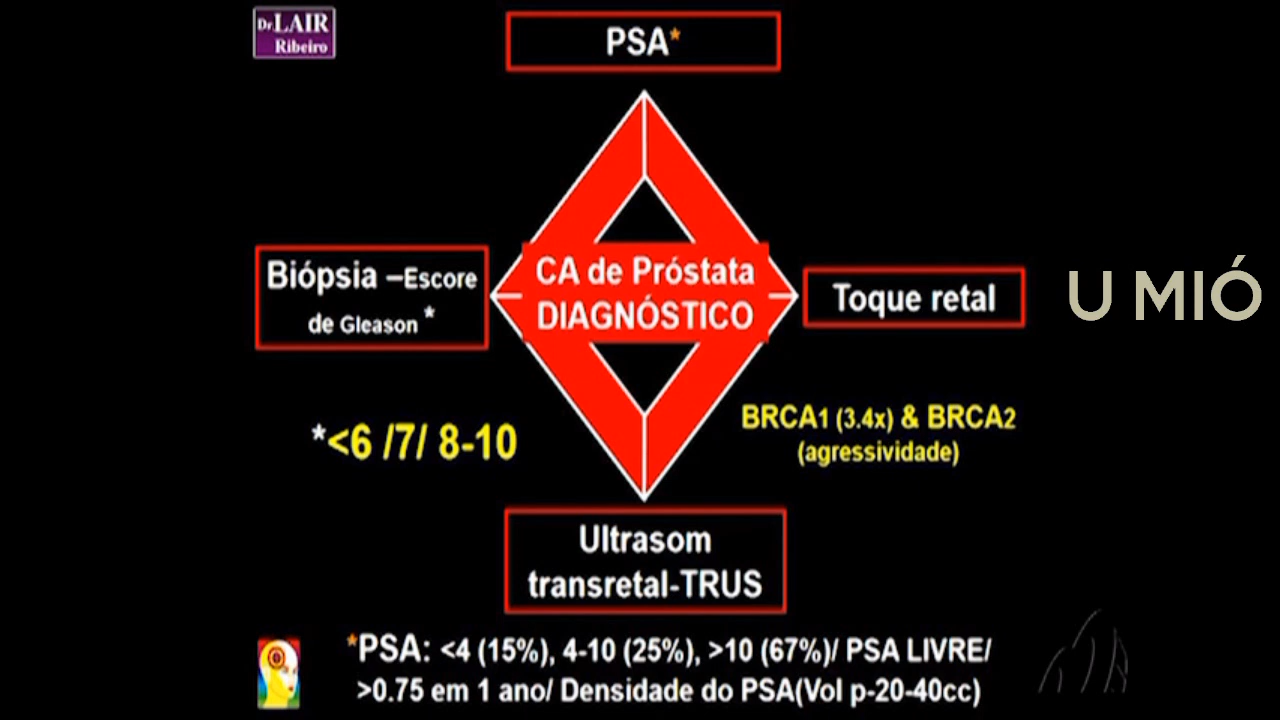 Dr. LAIR
Ribeiro
PSA*
Biópsia –Escore
de Gleason *
CA de Próstata
DIAGNÓSTICO
Toque retal
U MIÓ
*<6 /7/ 8-10
BRCA1 (3.4x) & BRCA2
(agressividade)
Ultrasom
transretal-TRUS
*PSA: <4 (15%), 4-10 (25%), >10 (67%)/ PSA LIVRE/
>0.75 em 1 ano/ Densidade do PSA(Vol p-20-40cc)